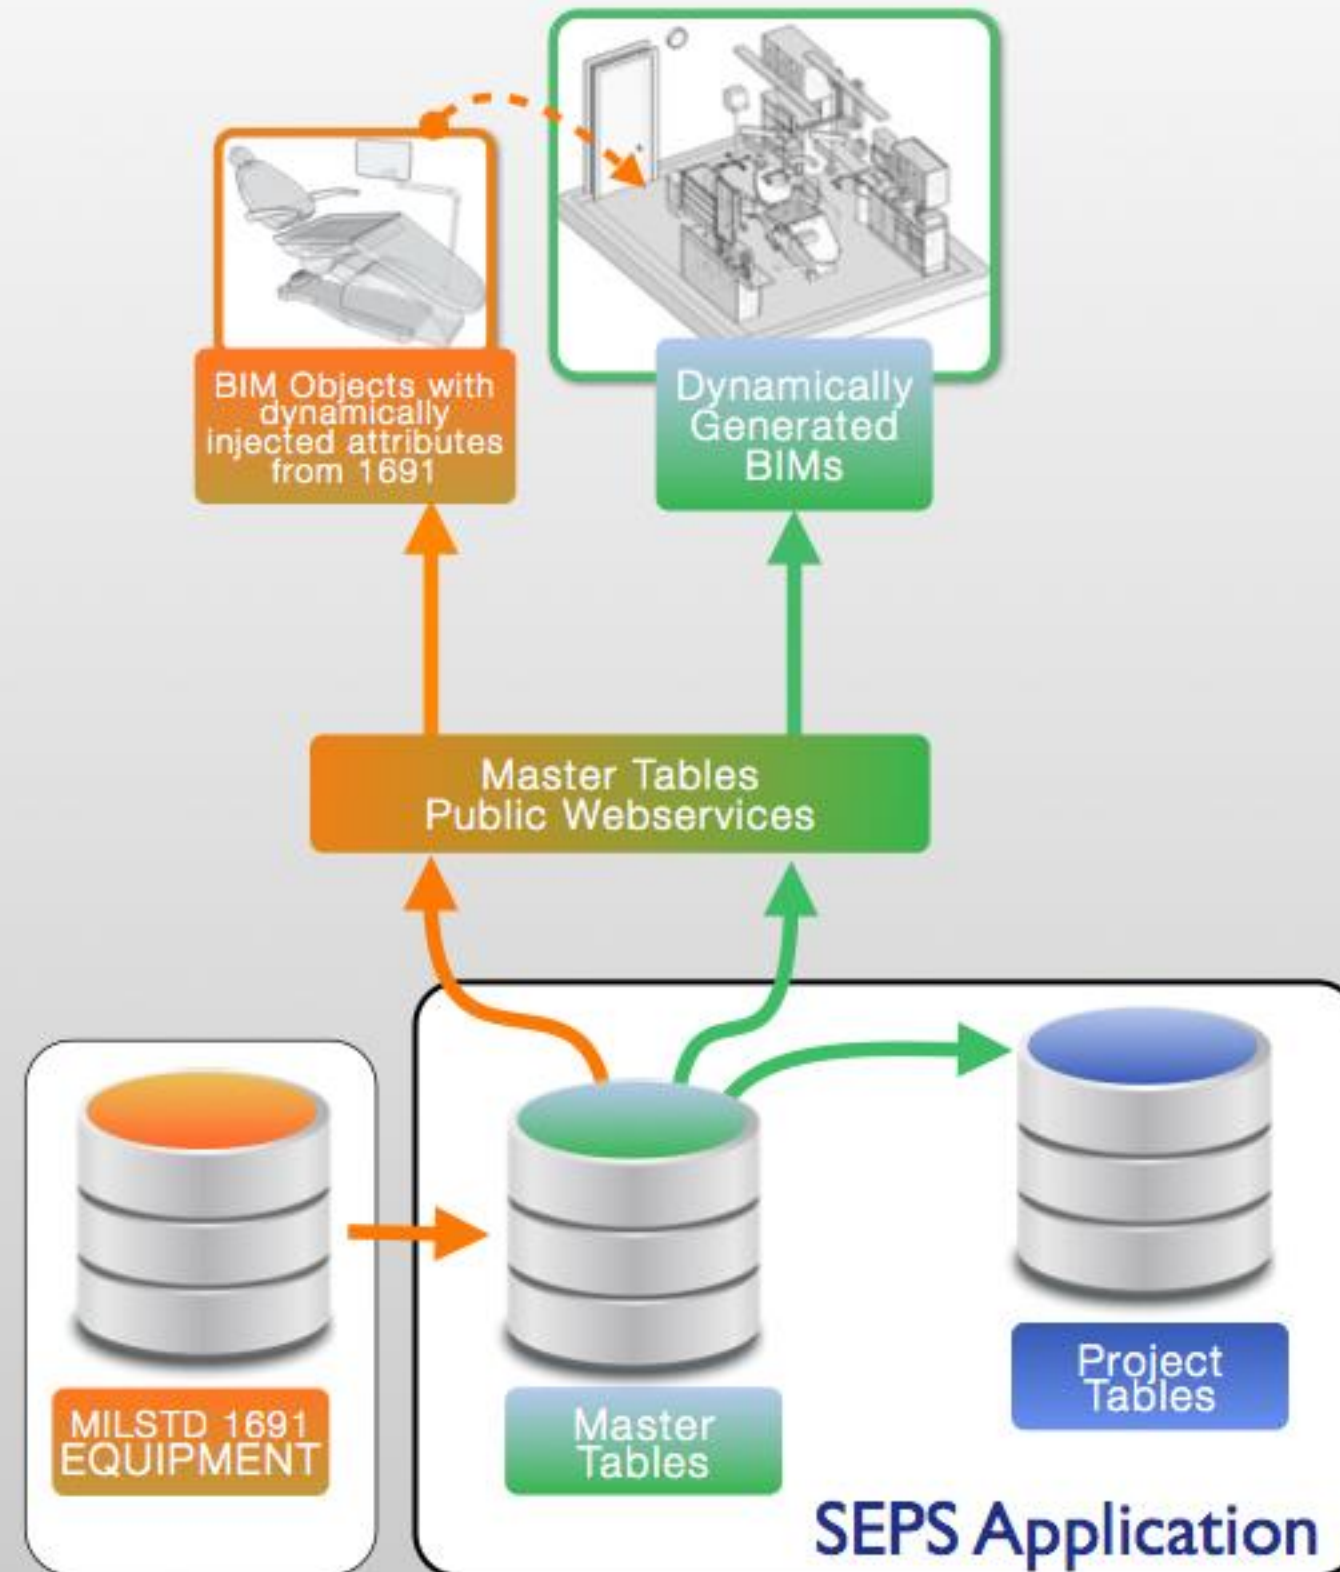 BIM Objects with
dynamically
injected attributes
from 1691
Dynamically
Generated
BIMs
Master Tables
Public Webservices
MILSTD 1691
EQUIPMENT
Master
Tables
Project
Tables
SEPS Application